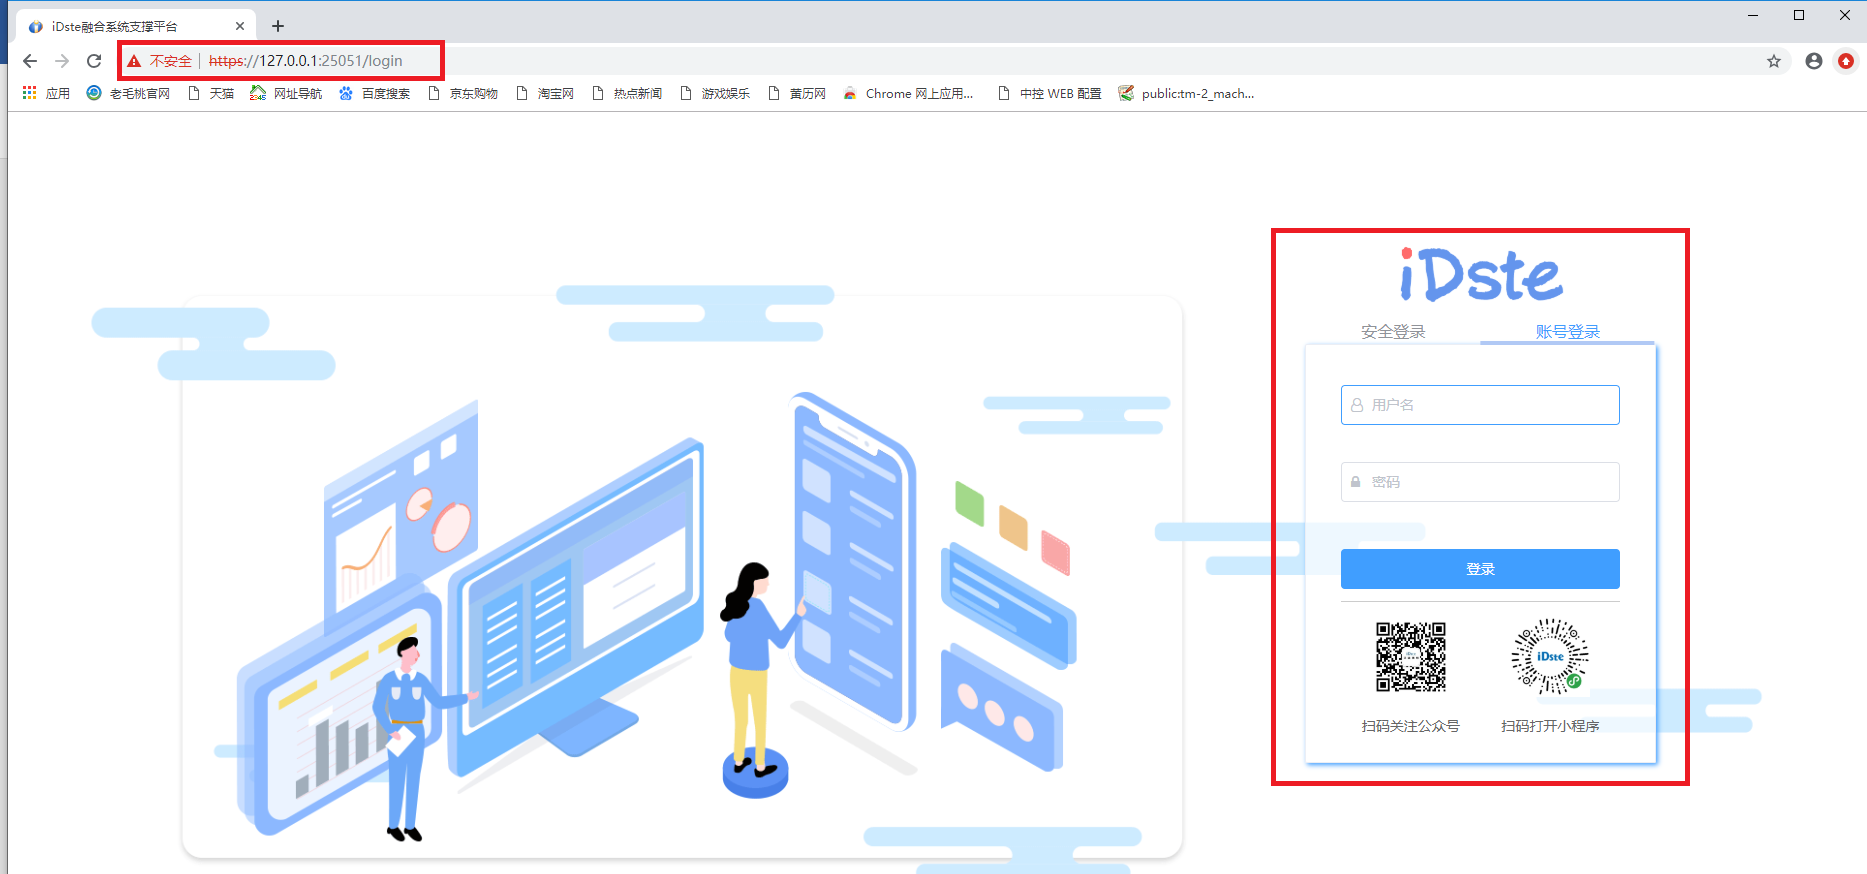 iDste融合系统支撑平台
不安全 https://127.0.0.1:25051/login
应用 老毛桃官网 天猫 网址导航 百度搜索 京东购物 淘宝网 热点新闻 游戏娱乐 黄历网 Chrome 网上应用... 中控 WEB 配置 public:tm-2_mach...
iDste
安全登录 账号登录
用户名
密码
登录
iDste
扫码关注公众号 扫码打开小程序